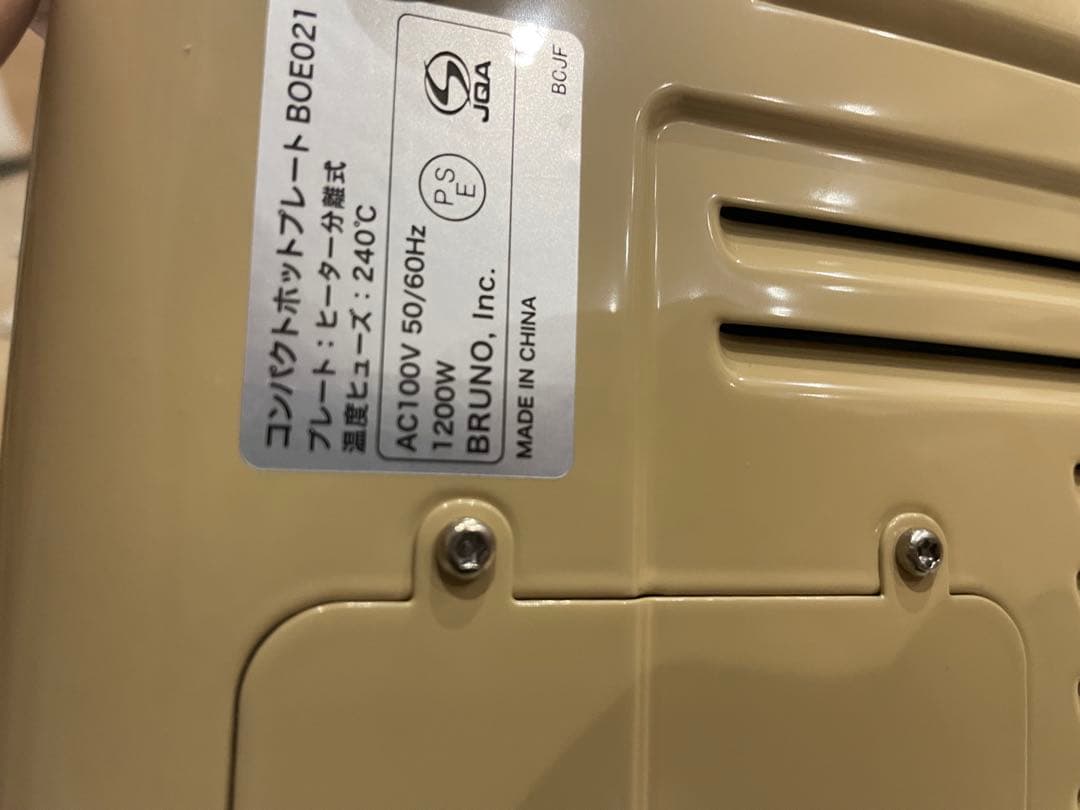 コンパクトホットプレート BOE021
プレート：ヒーター分離式
温度ヒューズ：240℃
AC100V 50/60Hz
1200W
BRUNO, Inc.
PSE
JQA
MADE IN CHINA
BCJF